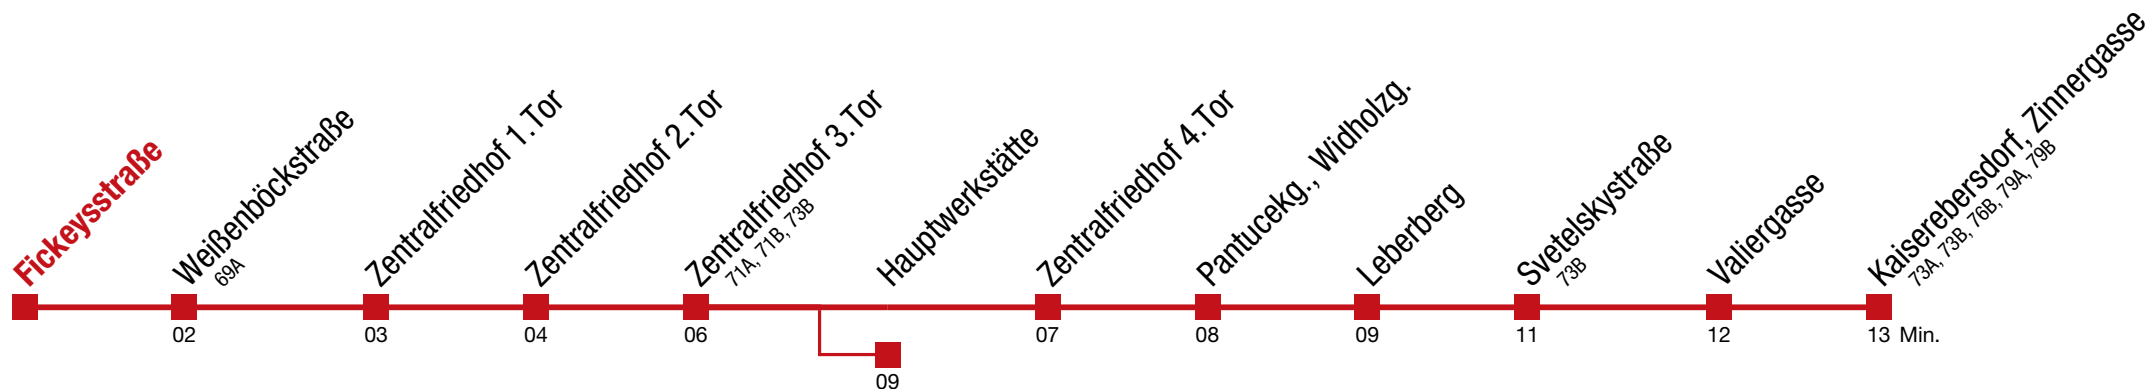 Fickeysstraße
Weißenböckstraße
69A
Zentralfriedhof 1.Tor
Zentralfriedhof 2.Tor
Zentralfriedhof 3.Tor
71A, 71B, 73B
Hauptwerkstätte
Zentralfriedhof 4.Tor
Pantucekg., Widholzg.
Leberberg
Svetelskystraße
73B
Valiergasse
Kaiserebersdorf, Zinnergasse
73A, 73B, 76B, 79A, 79B
02 03 04 06 07 08 09 11 12 13 Min.
09